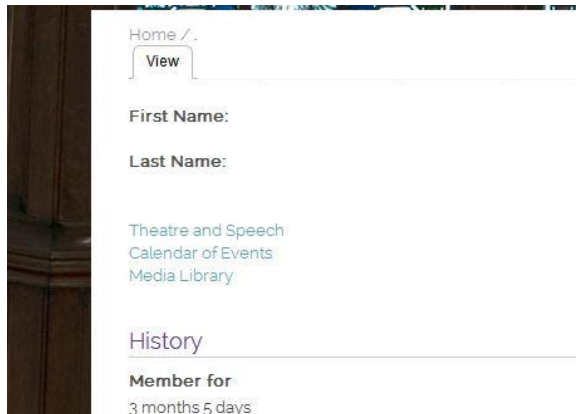 Home / .
View
First Name:
Last Name:
Theatre and Speech
Calendar of Events
Media Library
History
Member for
3 months 5 days